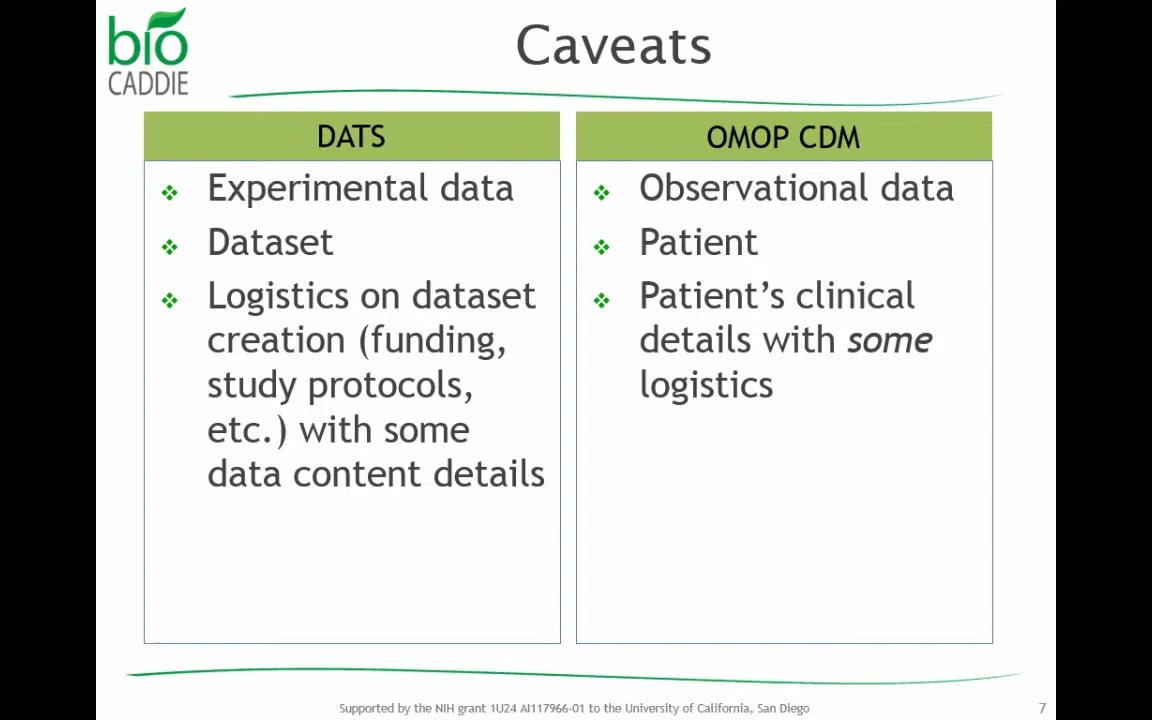 bio
CADDIE
Caveats
DATS
Experimental data
Dataset
Logistics on dataset
creation (funding,
study protocols,
etc.) with some
data content details
OMOP CDM
Observational data
Patient
Patient’s clinical
details with some
logistics
Supported by the NIH grant 1U24 AI117966-01 to the University of California, San Diego
7